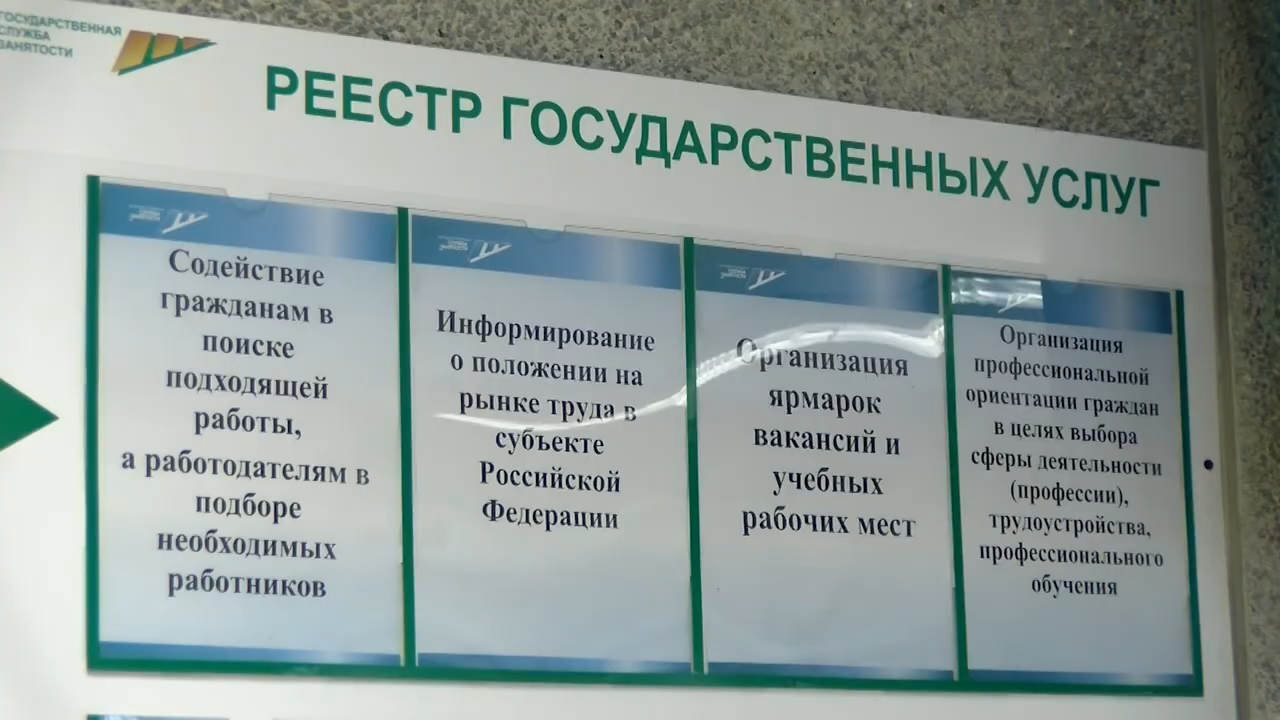 ГОСУДАРСТВЕННАЯ
СЛУЖБА
ЗАНЯТОСТИ
РЕЕСТР ГОСУДАРСТВЕННЫХ УСЛУГ
Содействие
гражданам в
поиске
подходящей
работы,
а работодателям в
подборе
необходимых
работников
Информирование
о положении на
рынке труда в
субъекте
Российской
Федерации
Организация
ярмарок
вакансий и
учебных
рабочих мест
Организация
профессиональной
ориентации граждан
в целях выбора
сферы деятельности
(профессии),
трудоустройства,
профессионального
обучения